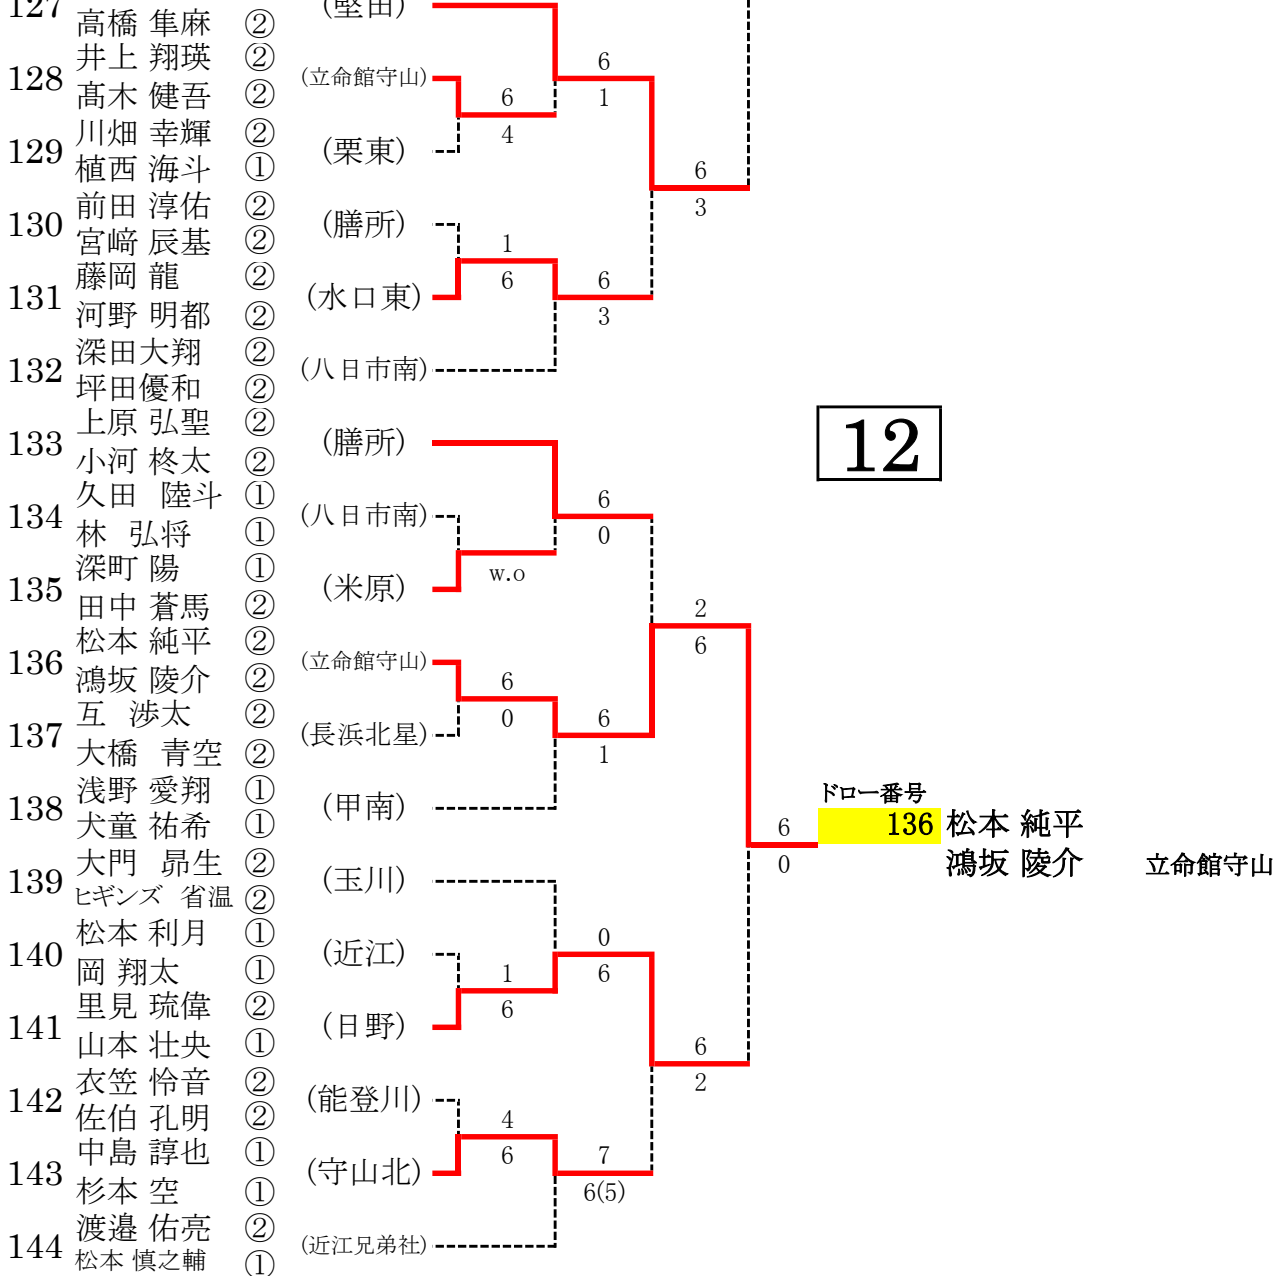 127 (堅田)
高橋 隼麻 ②
井上 翔瑛 ②
128 (立命館守山)
髙木 健吾 ②
6
1
6
4
川畑 幸輝 ②
129 (栗東)
植西 海斗 ①
6
3
前田 淳佑 ②
130 (膳所)
宮﨑 辰基 ②
1
6
藤岡 龍 ②
131 (水口東)
河野 明都 ②
6
3
深田大翔 ②
132 (八日市南)
坪田優和 ②
12
上原 弘聖 ②
133 (膳所)
小河 柊太 ②
久田 陸斗 ①
134 (八日市南)
林 弘将 ①
6
0
深町 陽 ①
135 (米原)
田中 蒼馬 ②
w.o
2
6
松本 純平 ②
136 (立命館守山)
鴻坂 陵介 ②
6
0
互 渉太 ②
137 (長浜北星)
大橋 青空 ②
6
1
浅野 愛翔 ①
138 (甲南)
犬童 祐希 ①
ドロー番号
136 松本 純平
鴻坂 陵介 立命館守山
6
0
大門 昴生 ②
139 (玉川)
ヒギンズ 省温 ②
松本 利月 ①
140 (近江)
岡 翔太 ①
0
6
1
6
里見 琉偉 ②
141 (日野)
山本 壮央 ①
6
2
衣笠 怜音 ②
142 (能登川)
佐伯 孔明 ②
4
6
中島 諄也 ①
143 (守山北)
杉本 空 ①
7
6(5)
渡邉 佑亮 ②
144 (近江兄弟社)
松本 慎之輔 ①